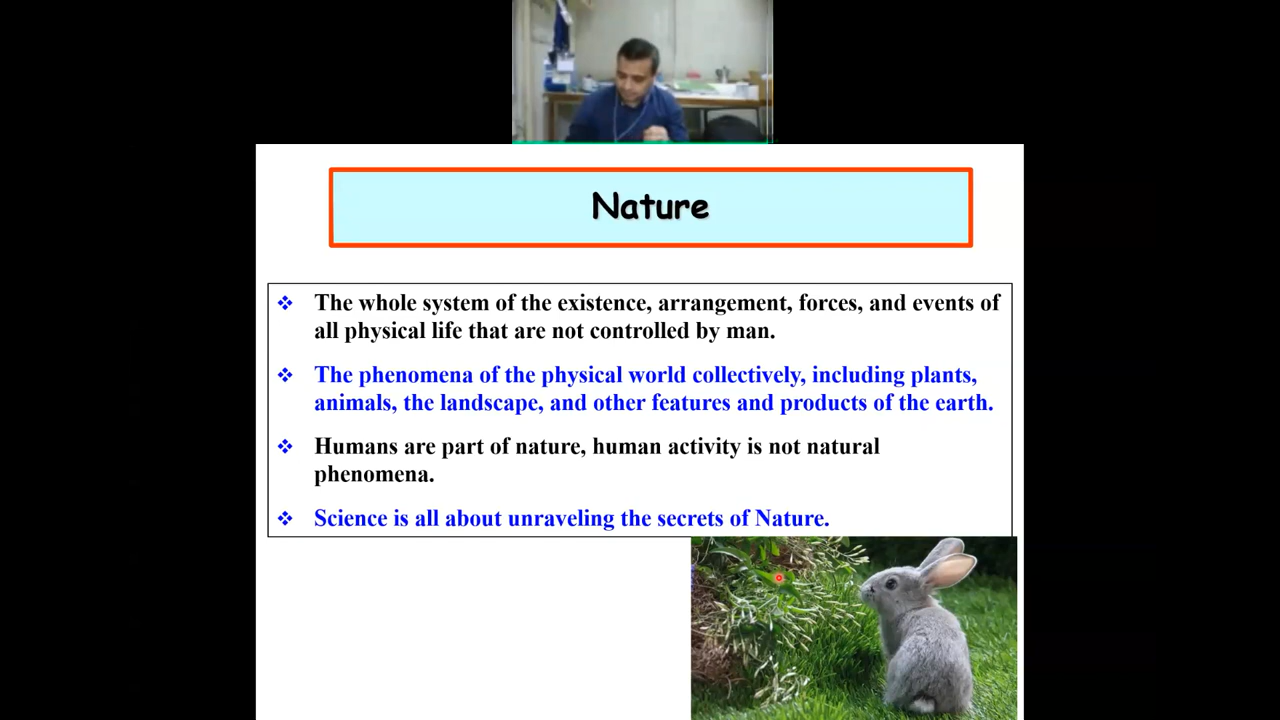 Nature
The whole system of the existence, arrangement, forces, and events of
all physical life that are not controlled by man.
The phenomena of the physical world collectively, including plants,
animals, the landscape, and other features and products of the earth.
Humans are part of nature, human activity is not natural
phenomena.
Science is all about unraveling the secrets of Nature.